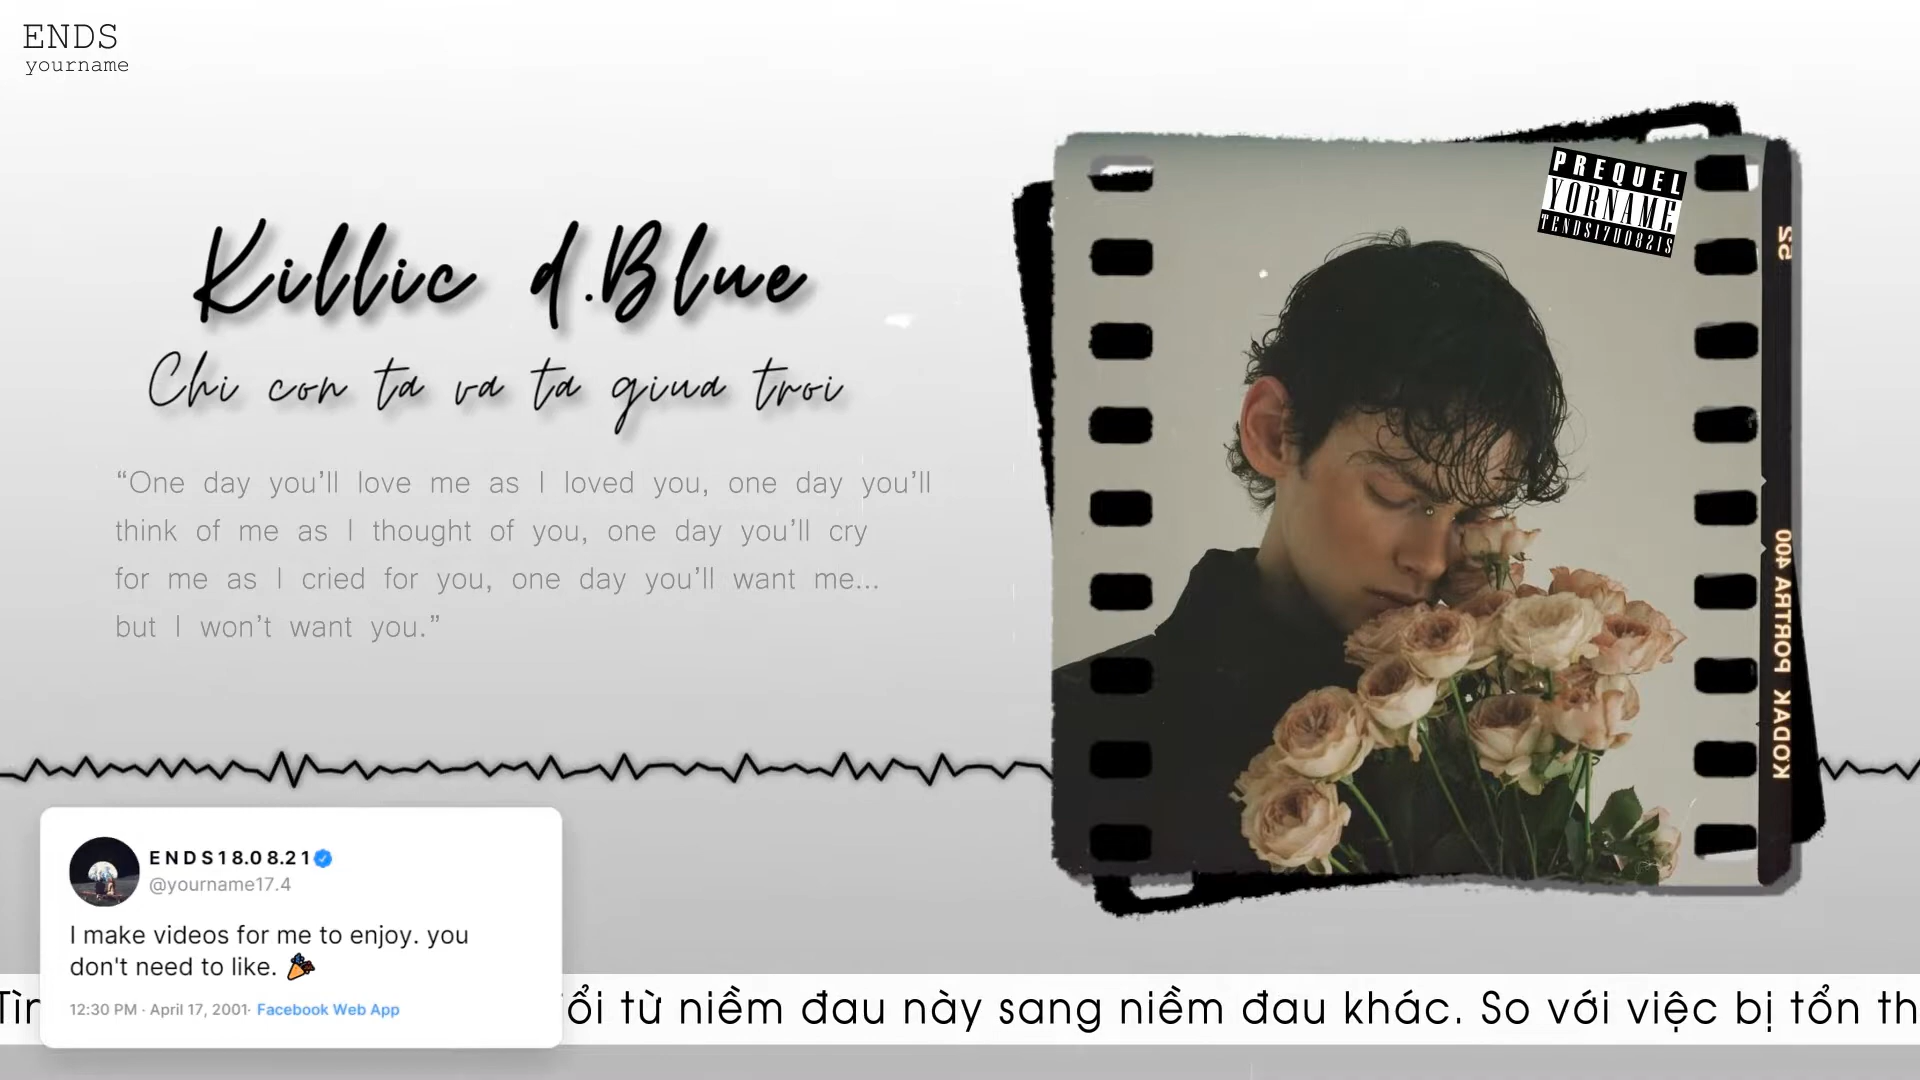 ENDS
yourname
Killic d.Blue
Chi con ta va ta giua troi
“One day you’ll love me as I loved you, one day you’ll
think of me as I thought of you, one day you’ll cry
for me as I cried for you, one day you’ll want me...
but I won’t want you.”
PREQUEL
YORNAME
TENDS17U0821S
25
KODAK PORTRA 400
ENDS18.08.21
@yourname17.4
I make videos for me to enjoy. you
don't need to like. 🎉
12:30 PM · April 17, 2001· Facebook Web App
từ niềm đau này sang niềm đau khác. So với việc bị tổn